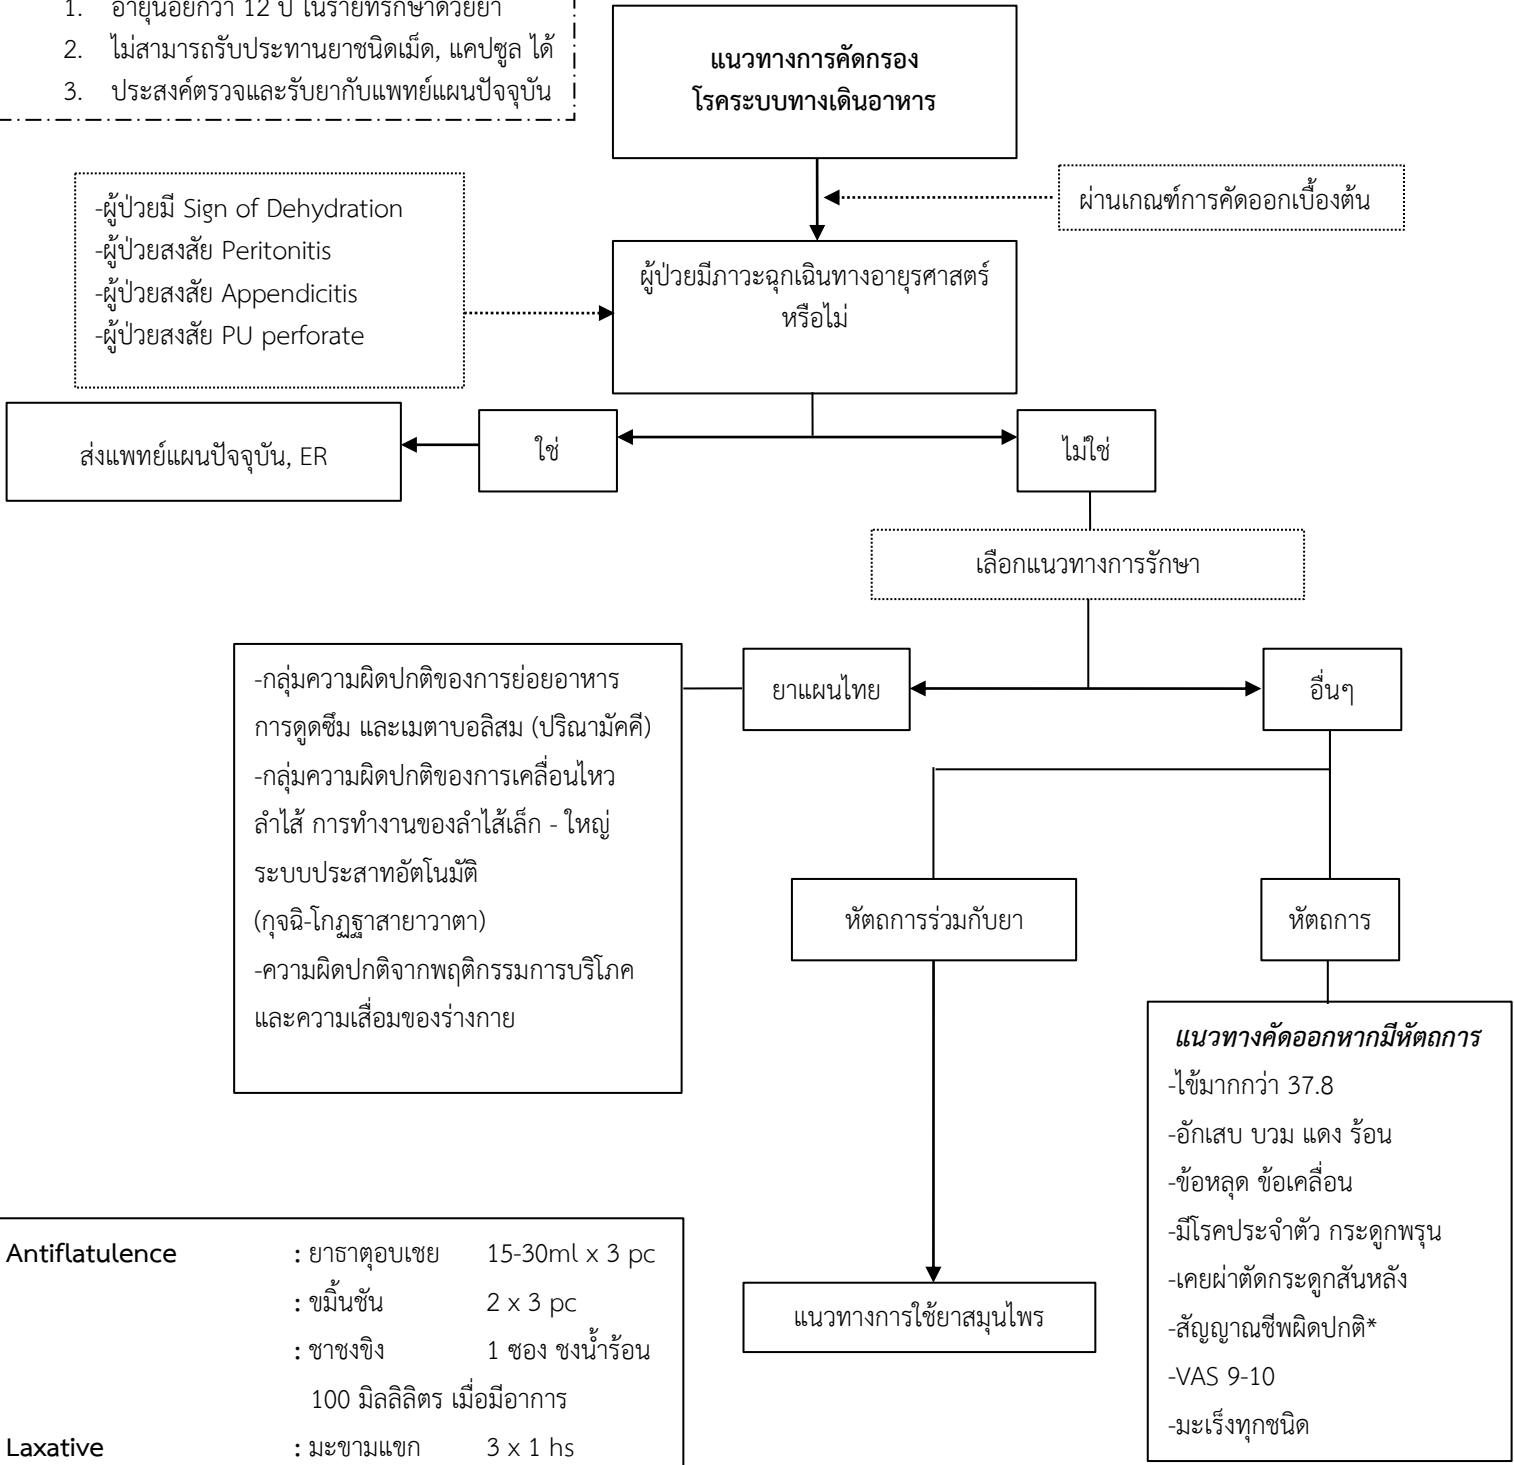 1. อายุน้อยกว่า 12 ปี ในรายที่รักษาด้วยยา
2. ไม่สามารถรับประทานยาชนิดเม็ด, แคปซูล ได้
3. ประสงค์ตรวจและรับยากับแพทย์แผนปัจจุบัน
แนวทางการคัดกรอง
โรคระบบทางเดินอาหาร
ผ่านเกณฑ์การคัดออกเบื้องต้น
-ผู้ป่วยมี Sign of Dehydration
-ผู้ป่วยสงสัย Peritonitis
-ผู้ป่วยสงสัย Appendicitis
-ผู้ป่วยสงสัย PU perforate
ผู้ป่วยมีภาวะฉุกเฉินทางอายุรศาสตร์
หรือไม่
ส่งแพทย์แผนปัจจุบัน, ER
ใช่
ไม่ใช่
เลือกแนวทางการรักษา
-กลุ่มความผิดปกติของการย่อยอาหาร
การดูดซึม และเมตาบอลิสม (ปริณามัคคี)
-กลุ่มความผิดปกติของการเคลื่อนไหว
ลำไส้ การทำงานของลำไส้เล็ก - ใหญ่
ระบบประสาทอัตโนมัติ
(กุจฉิ-โกฏฐาสายาวาตา)
-ความผิดปกติจากพฤติกรรมการบริโภค
และความเสื่อมของร่างกาย
ยาแผนไทย
อื่นๆ
หัตถการร่วมกับยา
หัตถการ
แนวทางคัดออกหากมีหัตถการ
-ไข้มากกว่า 37.8
-อักเสบ บวม แดง ร้อน
-ข้อหลุด ข้อเคลื่อน
-มีโรคประจำตัว กระดูกพรุน
-เคยผ่าตัดกระดูกสันหลัง
-สัญญาณชีพผิดปกติ*
-VAS 9-10
-มะเร็งทุกชนิด
แนวทางการใช้ยาสมุนไพร
Antiflatulence : ยาธาตุอบเชย 15-30ml x 3 pc
: ขมิ้นชัน 2 x 3 pc
: ชาชงขิง 1 ซอง ชงน้ำร้อน
100 มิลลิลิตร เมื่อมีอาการ
Laxative : มะขามแขก 3 x 1 hs